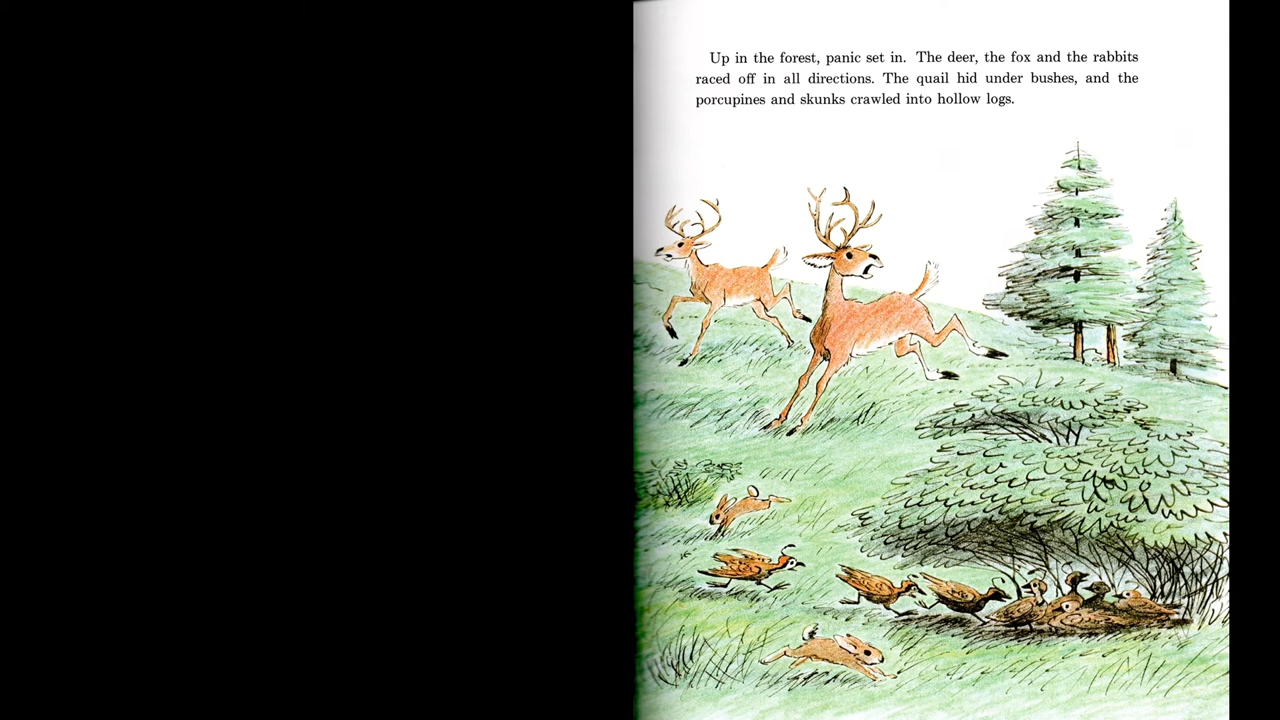 Up in the forest, panic set in. The deer, the fox and the rabbits
raced off in all directions. The quail hid under bushes, and the
porcupines and skunks crawled into hollow logs.